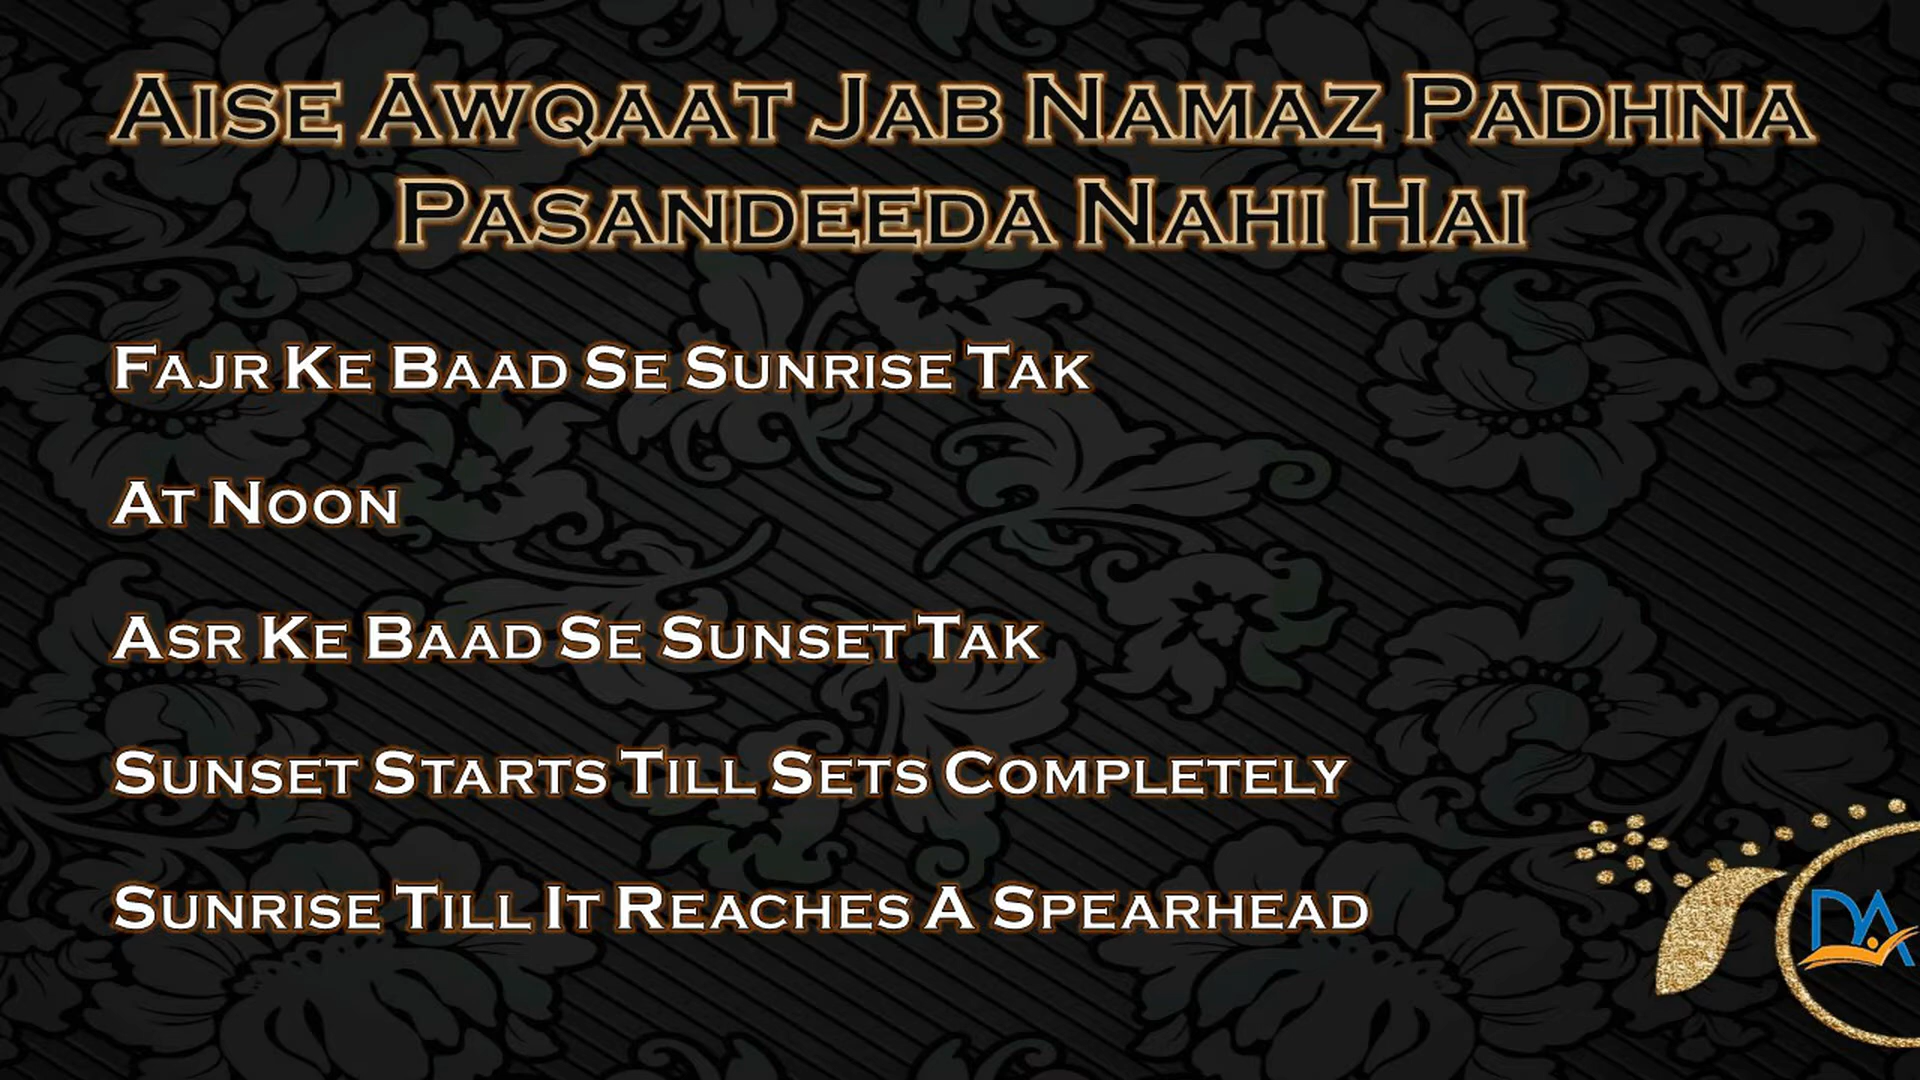 Aise Awqaat Jab Namaz Padhna
Pasandeeda Nahi Hai
Fajr Ke Baad Se Sunrise Tak
At Noon
Asr Ke Baad Se Sunset Tak
Sunset Starts Till Sets Completely
Sunrise Till It Reaches A Spearhead
DA